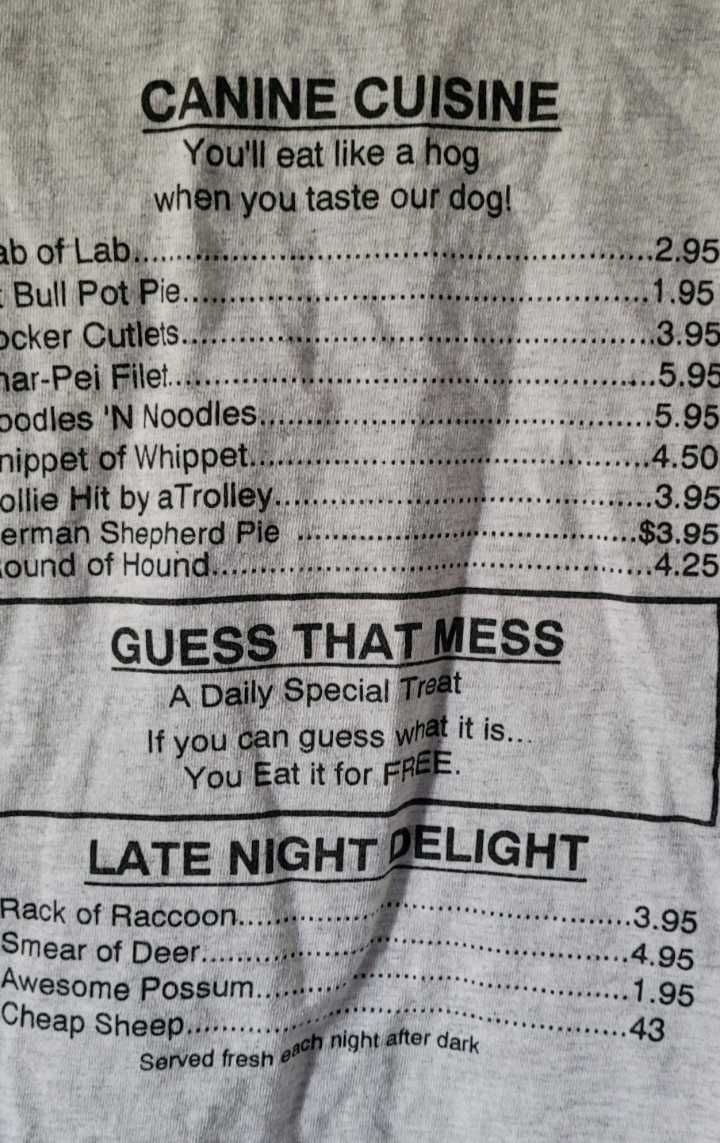 CANINE CUISINE
You'll eat like a hog
when you taste our dog!
ab of Lab..............................................................2.95
Bull Pot Pie........................................................1.95
ocker Cutlets.........................................................3.95
har-Pei Filet...........................................................5.95
oodles 'N Noodles..............................................5.95
nippet of Whippet...............................................4.50
ollie Hit by aTrolley............................................3.95
erman Shepherd Pie ........................................$3.95
ound of Hound....................................................4.25
GUESS THAT MESS
A Daily Special Treat
If you can guess what it is...
You Eat it for FREE.
LATE NIGHT DELIGHT
Rack of Raccoon..............................................3.95
Smear of Deer..................................................4.95
Awesome Possum............................................1.95
Cheap Sheep....................................................43
Served fresh each night after dark